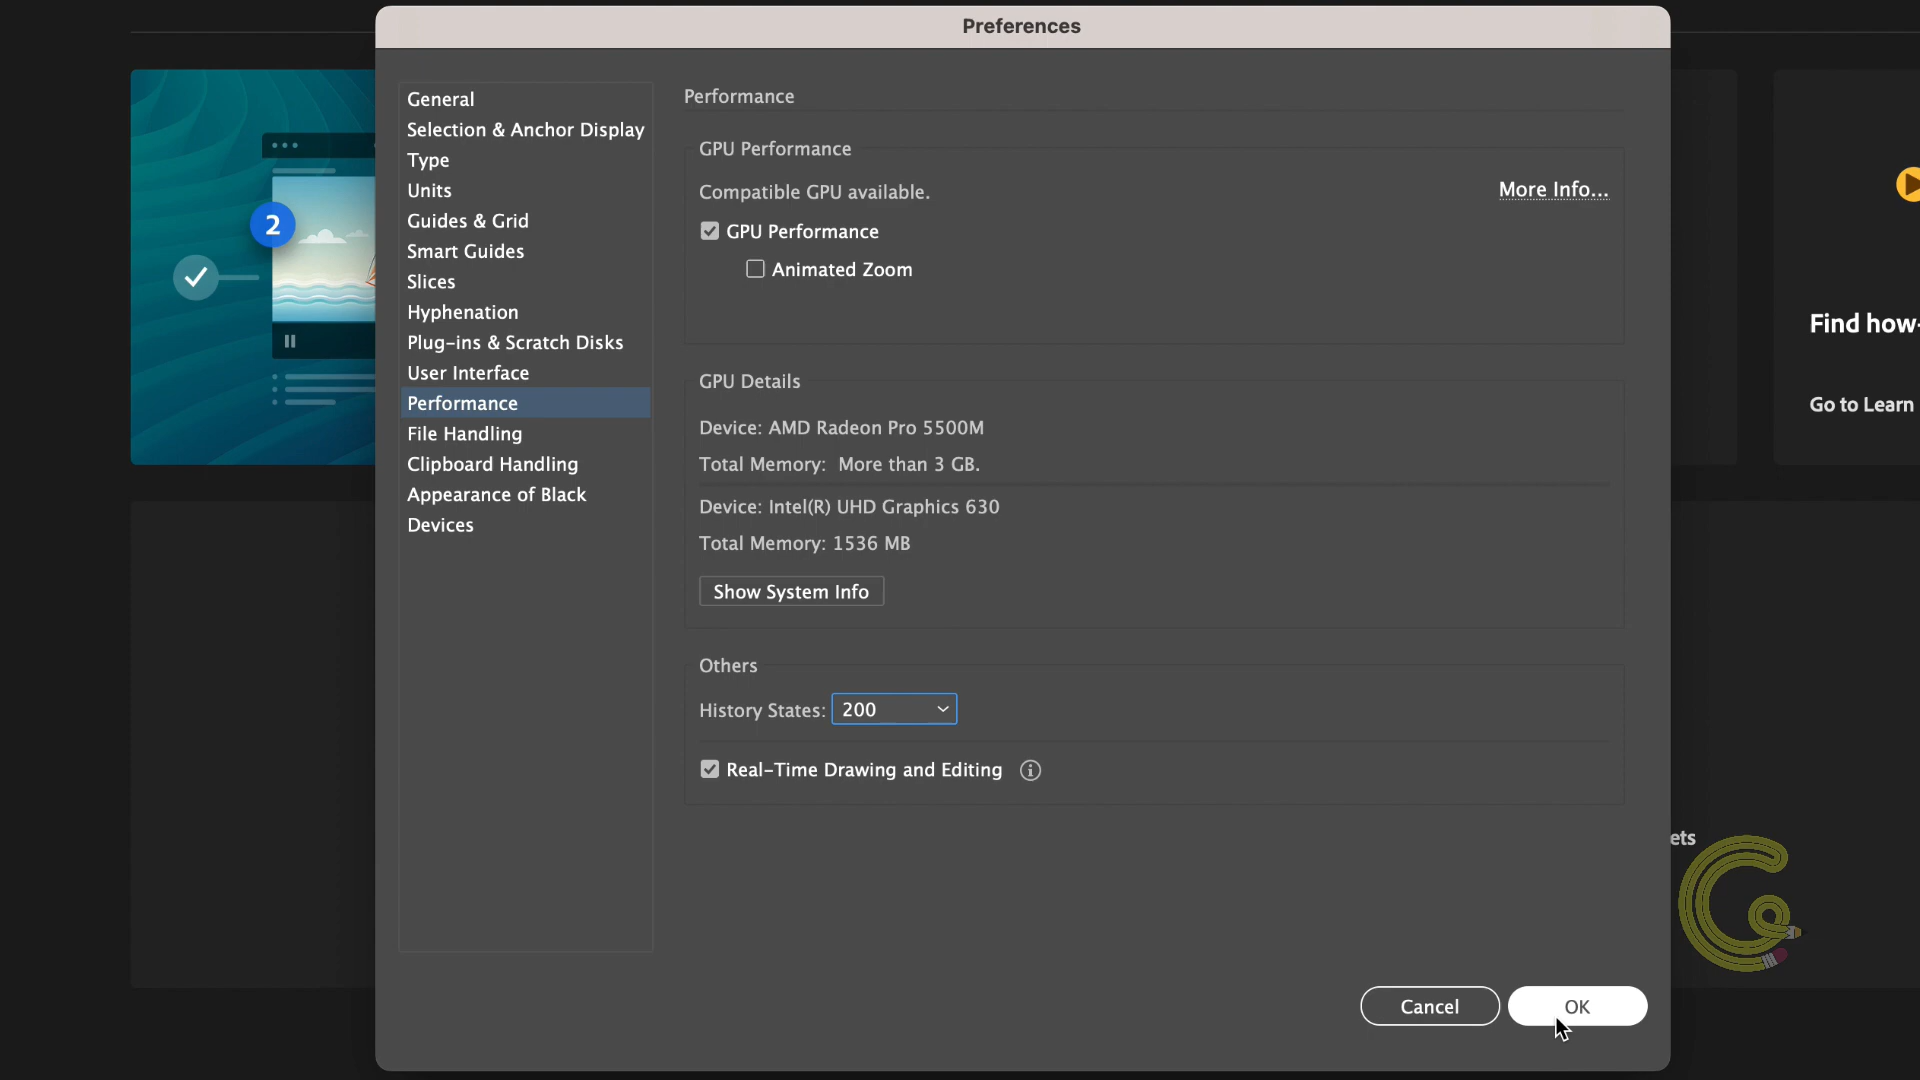 Preferences
General
Selection & Anchor Display
Type
Units
Guides & Grid
Smart Guides
Slices
Hyphenation
Plug-ins & Scratch Disks
User Interface
Performance
File Handling
Clipboard Handling
Appearance of Black
Devices
Performance
GPU Performance
Compatible GPU available.
More Info...
GPU Performance
Animated Zoom
GPU Details
Device: AMD Radeon Pro 5500M
Total Memory: More than 3 GB.
Device: Intel(R) UHD Graphics 630
Total Memory: 1536 MB
Show System Info
Others
History States: 200
Real-Time Drawing and Editing
Cancel
OK
2
Find how-
Go to Learn
ets